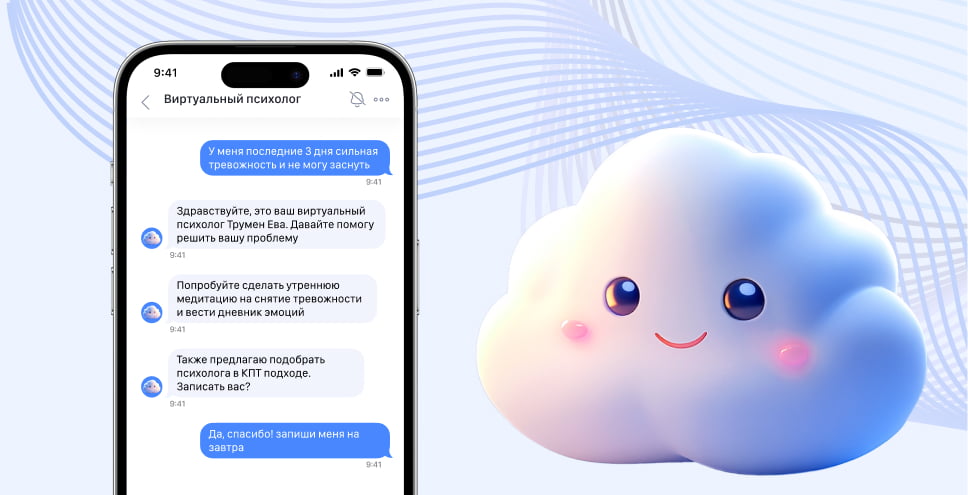 9:41
Виртуальный психолог
У меня последние 3 дня сильная
тревожность и не могу заснуть
9:41
Здравствуйте, это ваш виртуальный
психолог Трумен Ева. Давайте помогу
решить вашу проблему
9:41
Попробуйте сделать утреннюю
медитацию на снятие тревожности
и вести дневник эмоций
9:41
Также предлагаю подобрать
психолога в КПТ подходе.
Записать вас?
9:41
Да, спасибо! запиши меня на
завтра
9:41